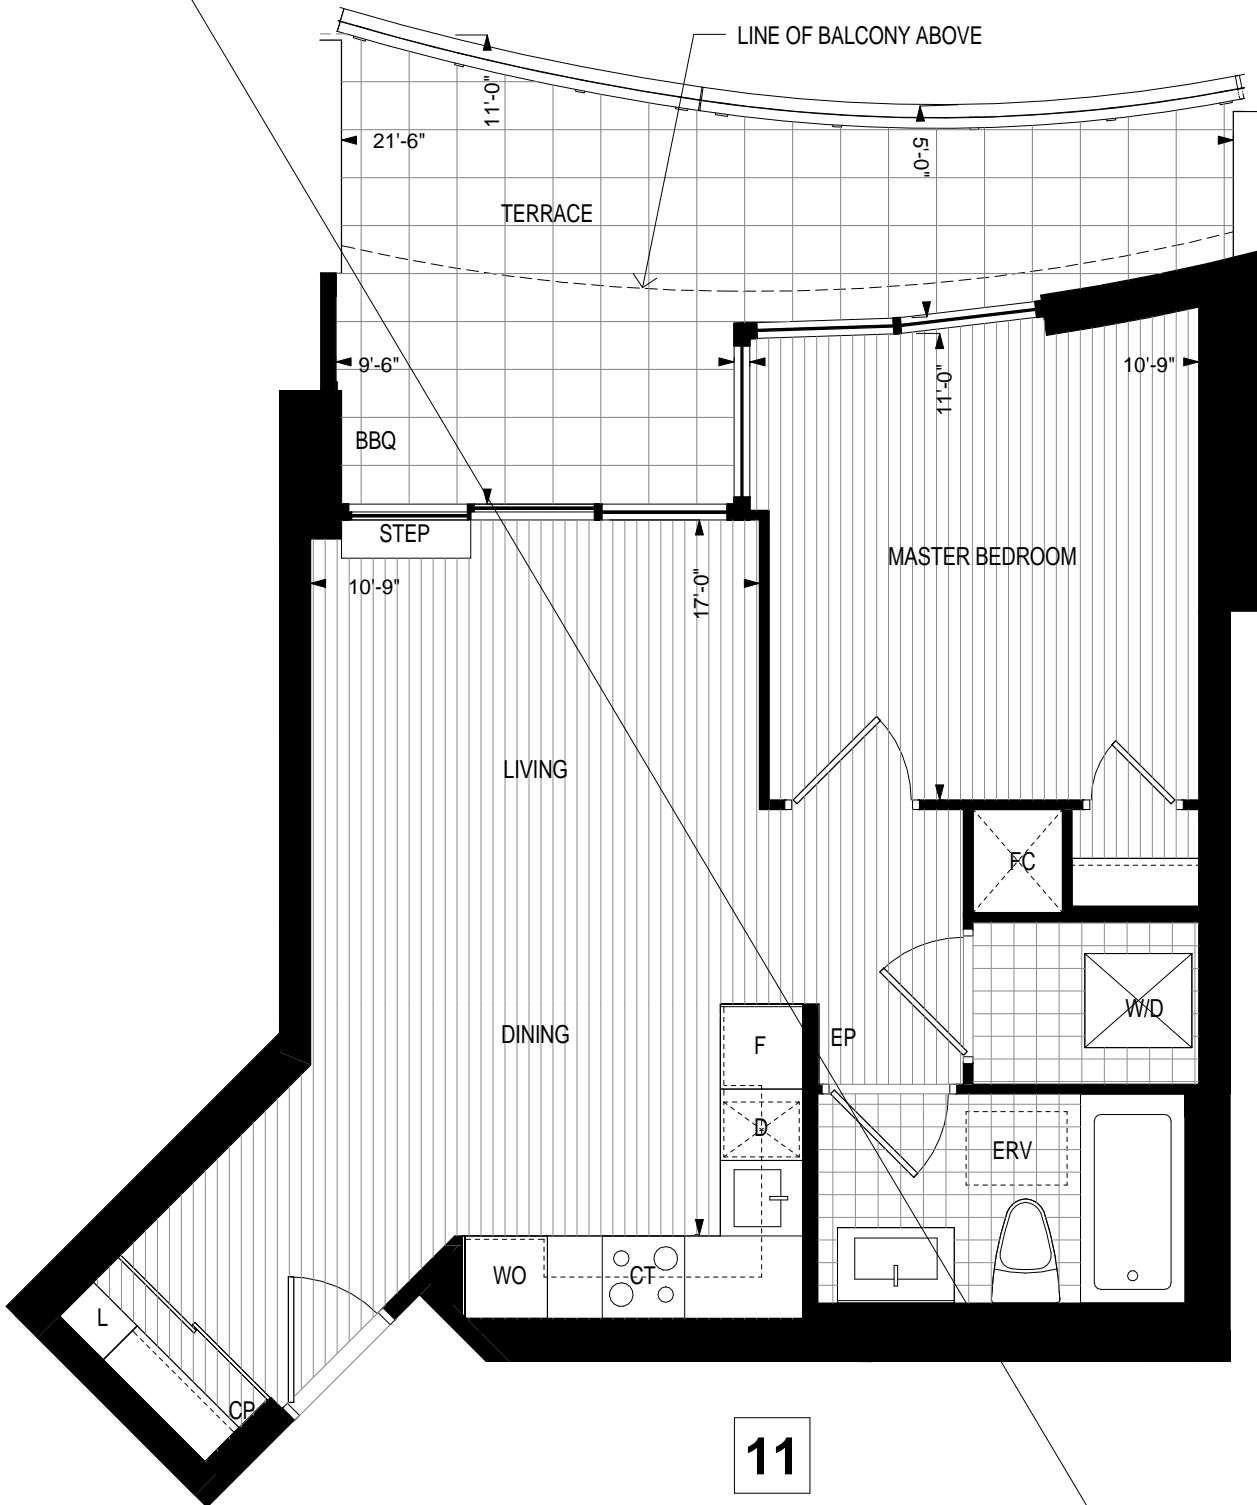 LINE OF BALCONY ABOVE
11'-0"
21'-6"
5'-0"
TERRACE
9'-6"
10'-9"
11'-0"
BBQ
STEP
MASTER BEDROOM
10'-9"
17'-0"
LIVING
FC
W/D
DINING
F
EP
D
ERV
WO
CT
L
CP
11